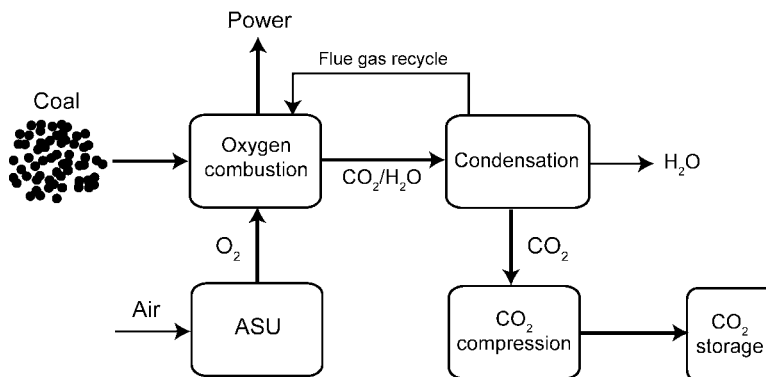 Power
Flue gas recycle
Coal
Oxygen
combustion
CO₂/H₂O
Condensation
H₂O
O₂
CO₂
Air
ASU
CO₂
compression
CO₂
storage